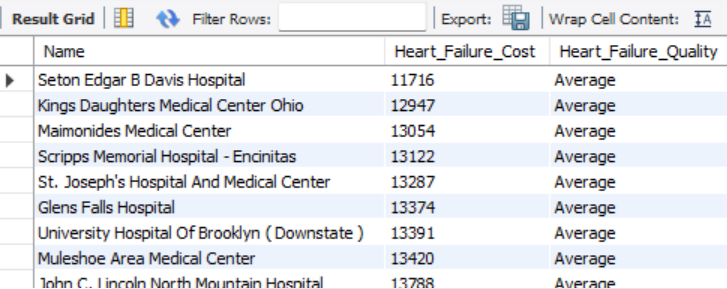 Result Grid Filter Rows: Export: Wrap Cell Content: IA
Name Heart_Failure_Cost Heart_Failure_Quality
Seton Edgar B Davis Hospital 11716 Average
Kings Daughters Medical Center Ohio 12947 Average
Maimonides Medical Center 13054 Average
Scripps Memorial Hospital - Encinitas 13122 Average
St. Joseph's Hospital And Medical Center 13287 Average
Glens Falls Hospital 13374 Average
University Hospital Of Brooklyn ( Downstate ) 13391 Average
Muleshoe Area Medical Center 13420 Average
John C. Lincoln North Mountain Hospital 13788 Average